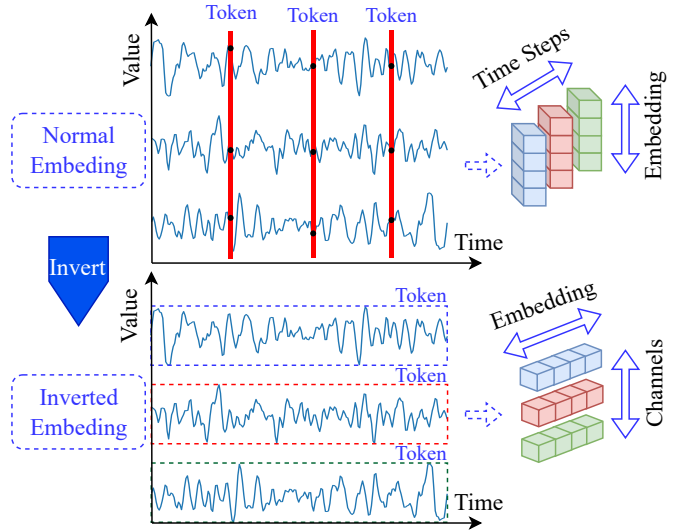 Token
Token
Token
Value
Time Steps
Embedding
Normal
Embeding
Time
Invert
Value
Token
Embedding
Token
Inverted
Embeding
Channels
Token
Time